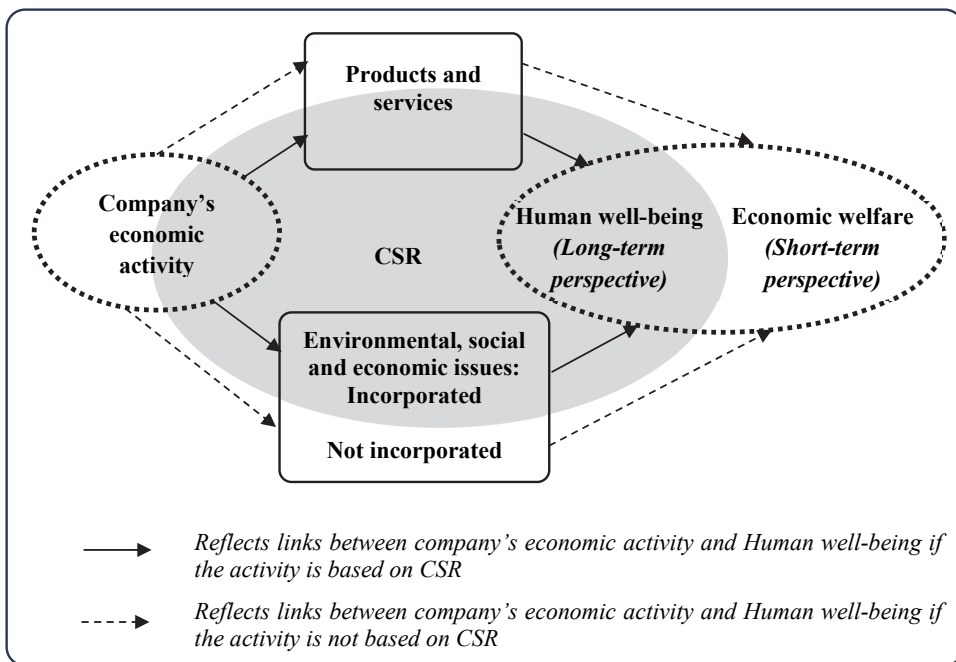 Products and
services
Company's
economic
activity
CSR
Human well-being
(Long-term
perspective)
Economic welfare
(Short-term
perspective)
Environmental, social
and economic issues:
Incorporated
Not incorporated
Reflects links between company's economic activity and Human well-being if
the activity is based on CSR
Reflects links between company's economic activity and Human well-being if
the activity is not based on CSR